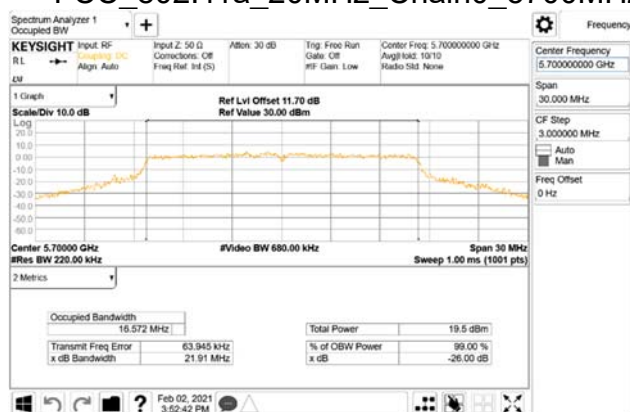 Spectrum Analyzer 1
Occupied BW
+
Frequency
KEYSIGHT Input: RF Input Z: 50 Ω Atten: 30 dB Trig: Free Run Center Freq: 5.700000000 GHz
RL Coupling: DC Corrections: Off Gate: Off Avg|Hold: 10/10
Align: Auto Freq Ref: Int (S) #IF Gain: Low Radio Std: None
Center Frequency
5.700000000 GHz
Span
30.000 MHz
CF Step
3.000000 MHz
Auto
Man
Freq Offset
0 Hz
1 Graph
Ref Lvl Offset 11.70 dB
Scale/Div 10.0 dB Ref Value 30.00 dBm
Log
20.0
10.0
0.00
-10.0
-20.0
-30.0
-40.0
-50.0
-60.0
Center 5.70000 GHz #Video BW 680.00 kHz Span 30 MHz
#Res BW 220.00 kHz Sweep 1.00 ms (1001 pts)
2 Metrics
Occupied Bandwidth
16.572 MHz Total Power 19.5 dBm
Transmit Freq Error 63.945 kHz % of OBW Power 99.00 %
x dB Bandwidth 21.91 MHz x dB -26.00 dB
?
Feb 02, 2021
3:52:42 PM